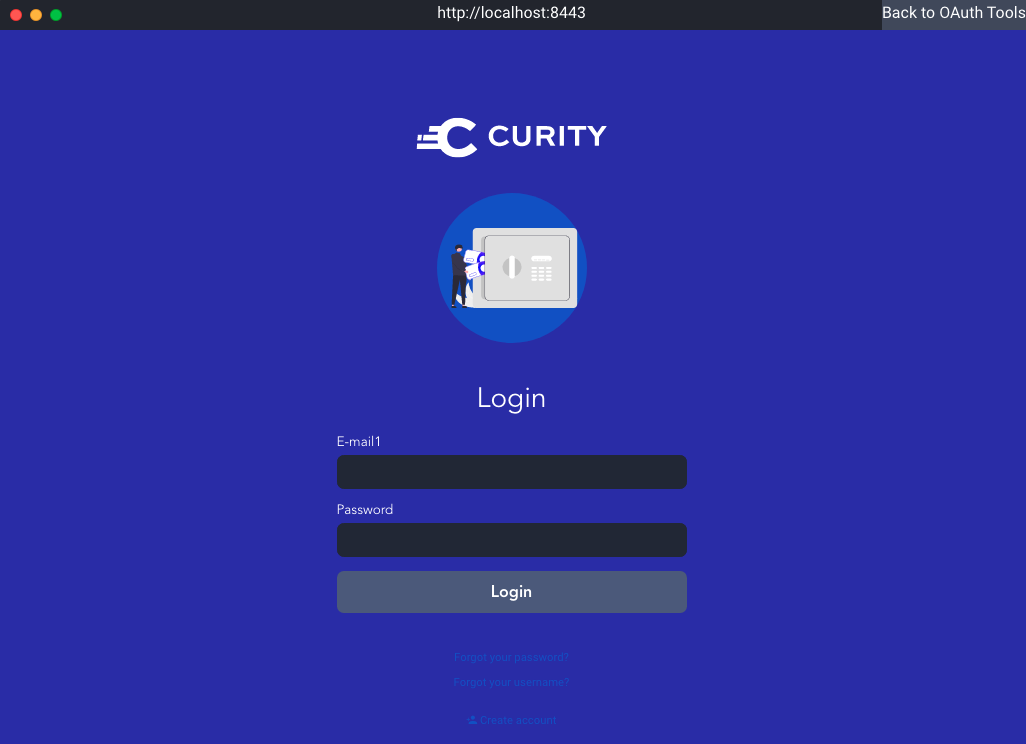 http://localhost:8443
Back to OAuth Tools
CURITY
Login
E-mail1
Password
Login
Forgot your password?
Forgot your username?
Create account